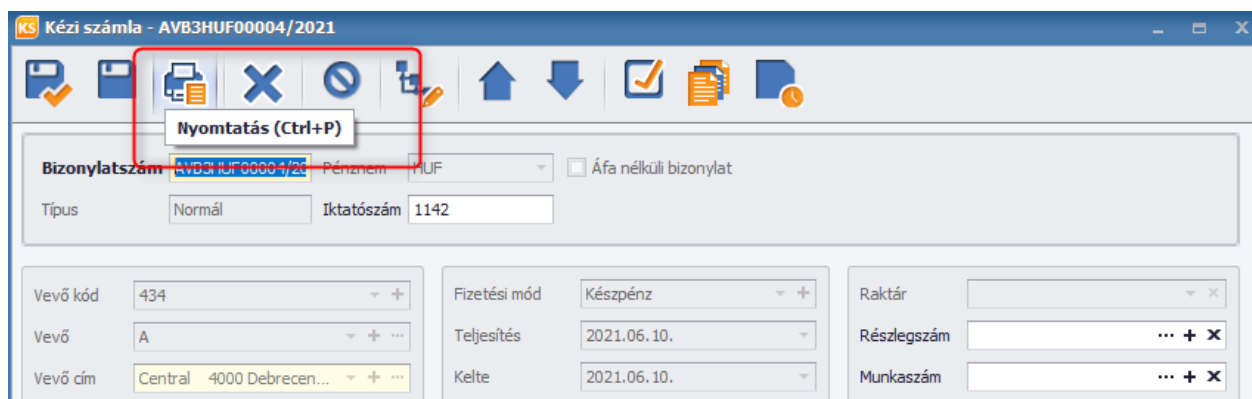 KS Kézi számla - AVB3HUF00004/2021
Nyomtatás (Ctrl+P)
Bizonylatszám AVB3HUF00004/20 Pénznem HUF Áfa nélküli bizonylat
Típus Normál Iktatószám 1142
Vevő kód 434 Fizetési mód Készpénz Raktár
Vevő A Teljesítés 2021.06.10. Részlegszám
Vevő cím Central 4000 Debrecen... Kelte 2021.06.10. Munkaszám